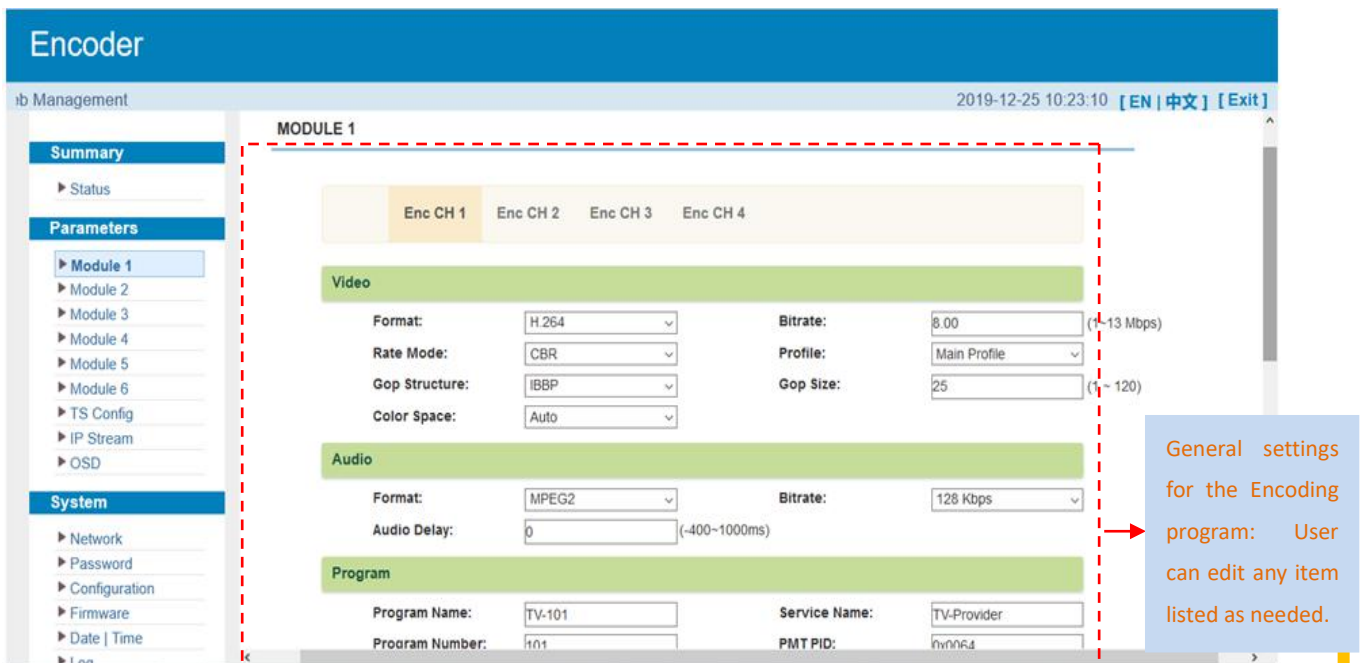 Encoder
eb Management
2019-12-25 10:23:10 [ EN | 中文 ] [ Exit ]
Summary
Status
Parameters
Module 1
Module 2
Module 3
Module 4
Module 5
Module 6
TS Config
IP Stream
OSD
System
Network
Password
Configuration
Firmware
Date | Time
Log
MODULE 1
Enc CH 1 Enc CH 2 Enc CH 3 Enc CH 4
Video
Format: H.264 Bitrate: 8.00 (1~13 Mbps)
Rate Mode: CBR Profile: Main Profile
Gop Structure: IBBP Gop Size: 25 (1 ~ 120)
Color Space: Auto
Audio
Format: MPEG2 Bitrate: 128 Kbps
Audio Delay: 0 (-400~1000ms)
Program
Program Name: TV-101 Service Name: TV-Provider
Program Number: 101 PMT PID: 0x0064
General settings
for the Encoding
program: User
can edit any item
listed as needed.